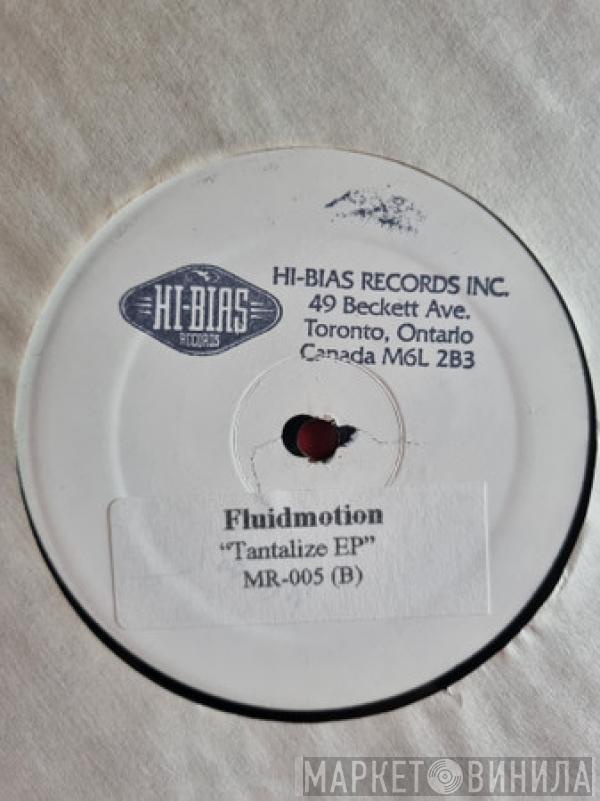 HI-BIAS
RECORDS
HI-BIAS RECORDS INC.
49 Beckett Ave.
Toronto, Ontario
Canada M6L 2B3
Fluidmotion
“Tantalize EP”
MR-005 (B)
МАРКЕТ ВИНИЛА